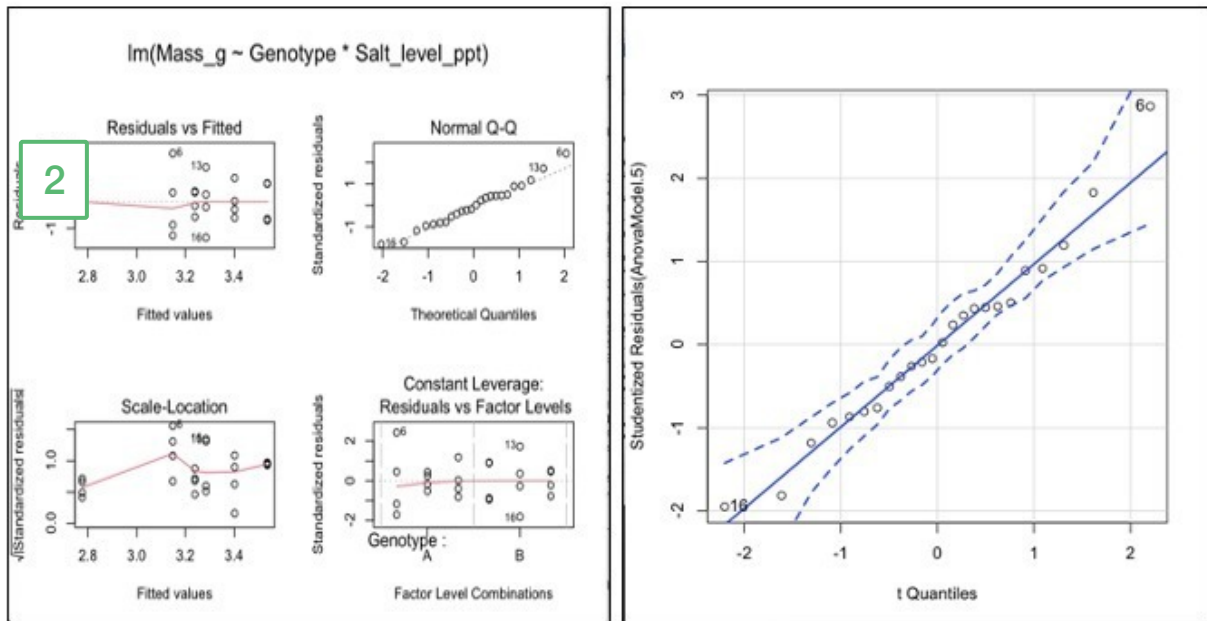 lm(Mass_g ~ Genotype * Salt_level_ppt)
Residuals vs Fitted
2
-1
6
13
16
2.8 3.0 3.2 3.4
Fitted values
Normal Q-Q
Standardized residuals
1
-1
6
13
16
-2 -1 0 1 2
Theoretical Quantiles
Scale-Location
√|Standardized residuals
1.0
0.0
6
2.8 3.0 3.2 3.4
Fitted values
Constant Leverage:
Residuals vs Factor Levels
Standardized residuals
2
0
-2
6
13
16
Genotype :
A B
Factor Level Combinations
Studentized Residuals(AnovaModel.5)
3
2
1
0
-1
-2
6
16
-2 -1 0 1 2
t Quantiles